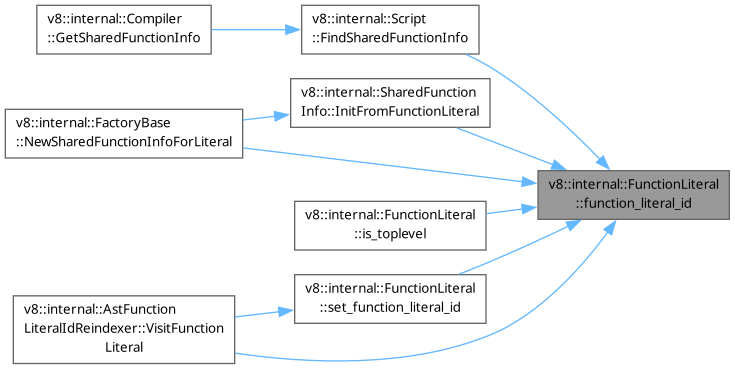 v8::internal::Compiler
::GetSharedFunctionInfo
v8::internal::Script
::FindSharedFunctionInfo
v8::internal::SharedFunction
Info::InitFromFunctionLiteral
v8::internal::FactoryBase
::NewSharedFunctionInfoForLiteral
v8::internal::FunctionLiteral
::function_literal_id
v8::internal::FunctionLiteral
::is_toplevel
v8::internal::FunctionLiteral
::set_function_literal_id
v8::internal::AstFunction
LiteralIdReindexer::VisitFunction
Literal